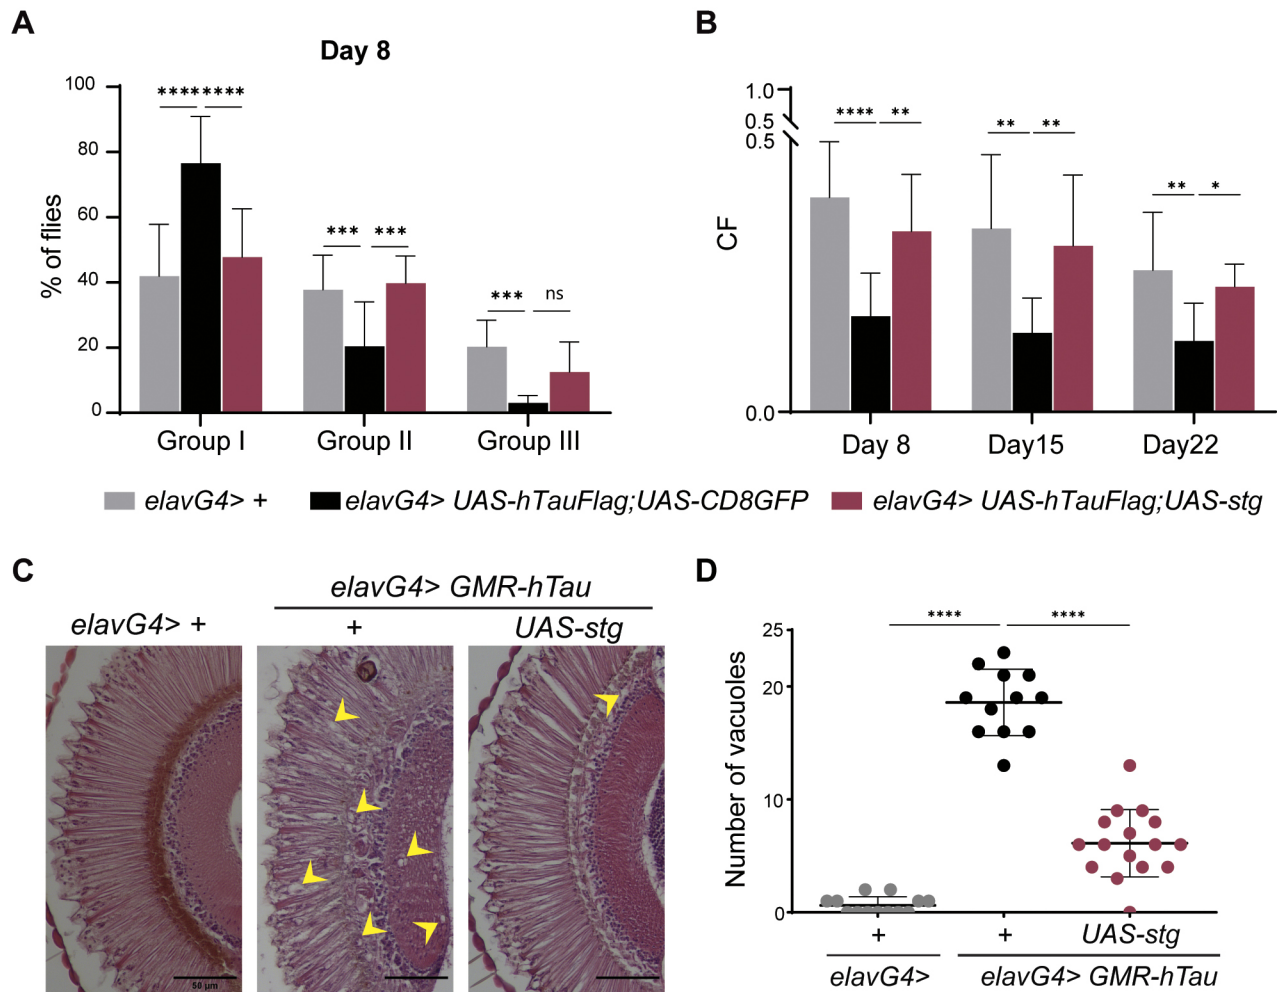 A
Day 8
% of flies
100
80
60
40
20
0
**** ****
*** ***
*** ns
Group I Group II Group III
B
CF
1.0
0.5
0.5
0.0
**** **
** **
** *
Day 8 Day15 Day22
elavG4> + elavG4> UAS-hTauFlag;UAS-CD8GFP elavG4> UAS-hTauFlag;UAS-stg
C
elavG4> GMR-hTau
elavG4> + + UAS-stg
50 µm
D
Number of vacuoles
25
20
10
0
**** ****
+ + UAS-stg
elavG4> elavG4> GMR-hTau